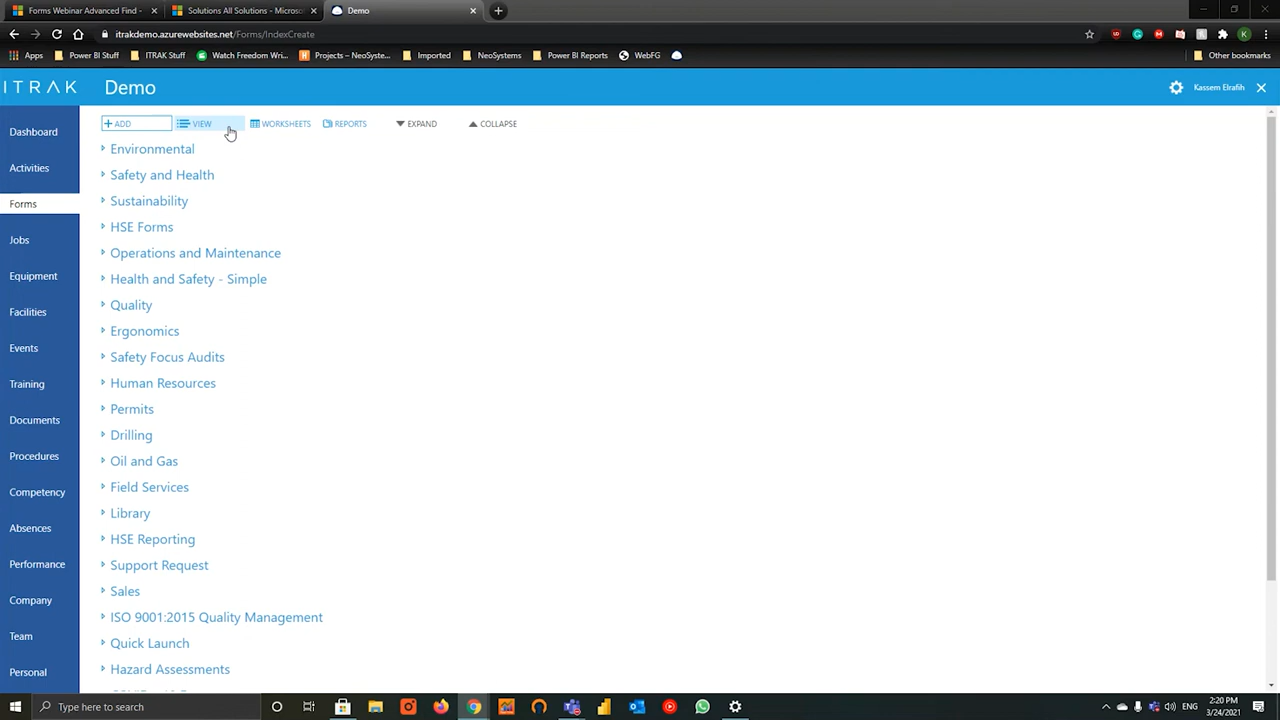 Forms Webinar Advanced Find -
Solutions All Solutions - Microso
Demo
itrakdemo.azurewebsites.net/Forms/IndexCreate
Apps
Power BI Stuff
ITRAK Stuff
Watch Freedom Wri...
Projects – NeoSyste...
Imported
NeoSystems
Power BI Reports
WebFG
Other bookmarks
ITRAK
Demo
Kassem Elrafih
ADD
VIEW
WORKSHEETS
REPORTS
EXPAND
COLLAPSE
Dashboard
Activities
Forms
Jobs
Equipment
Facilities
Events
Training
Documents
Procedures
Competency
Absences
Performance
Company
Team
Personal
Environmental
Safety and Health
Sustainability
HSE Forms
Operations and Maintenance
Health and Safety - Simple
Quality
Ergonomics
Safety Focus Audits
Human Resources
Permits
Drilling
Oil and Gas
Field Services
Library
HSE Reporting
Support Request
Sales
ISO 9001:2015 Quality Management
Quick Launch
Hazard Assessments
Type here to search
ENG
2:20 PM
3/24/2021